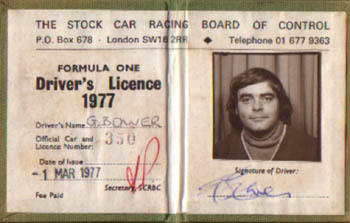 THE STOCK CAR RACING BOARD OF CONTROL
P.O. Box 678 - London SW16 2RR ◆ Telephone 01 677 9363
FORMULA ONE
Driver's Licence
1977
Driver's Name G. BOWER
Official Car and
Licence Number: 350
Date of Issue
-1 MAR 1977
Fee Paid
Secretary, SCRBC
Signature of Driver: